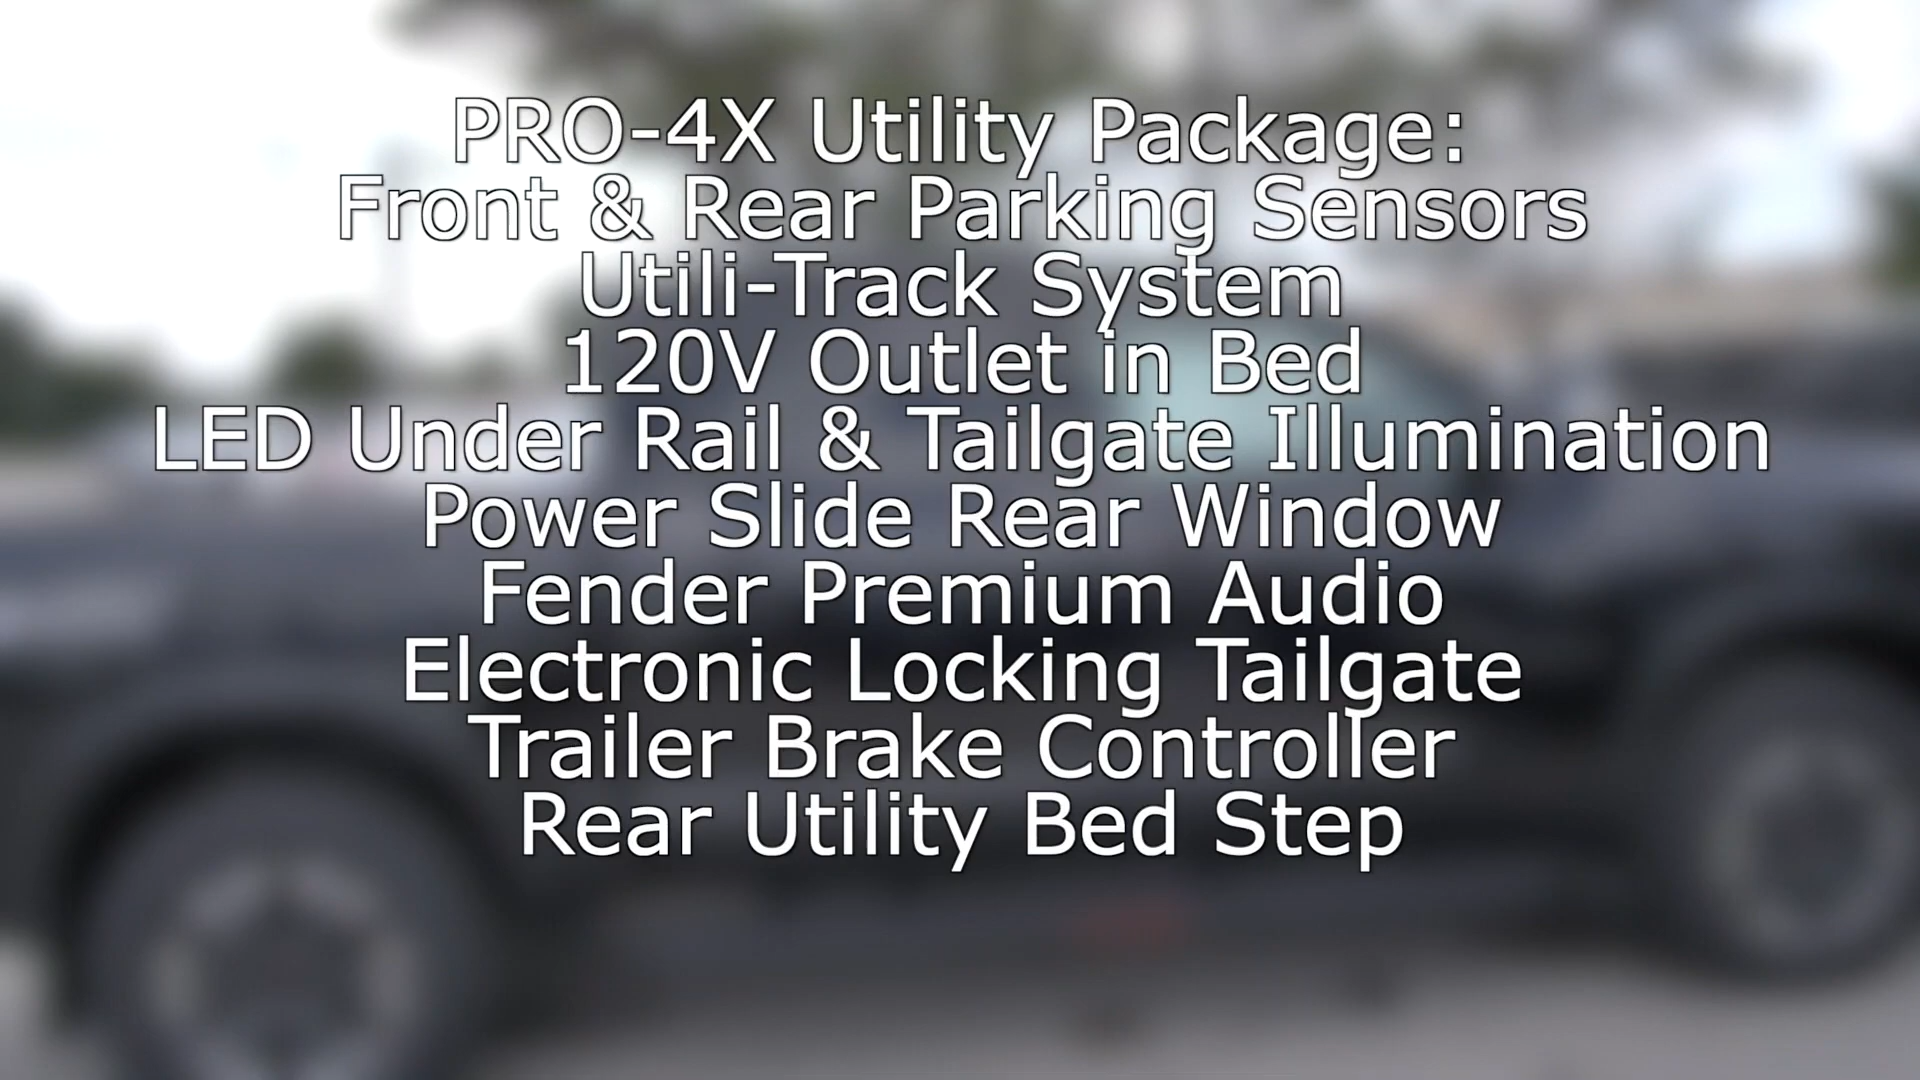 PRO-4X Utility Package:
Front & Rear Parking Sensors
Utili-Track System
120V Outlet in Bed
LED Under Rail & Tailgate Illumination
Power Slide Rear Window
Fender Premium Audio
Electronic Locking Tailgate
Trailer Brake Controller
Rear Utility Bed Step